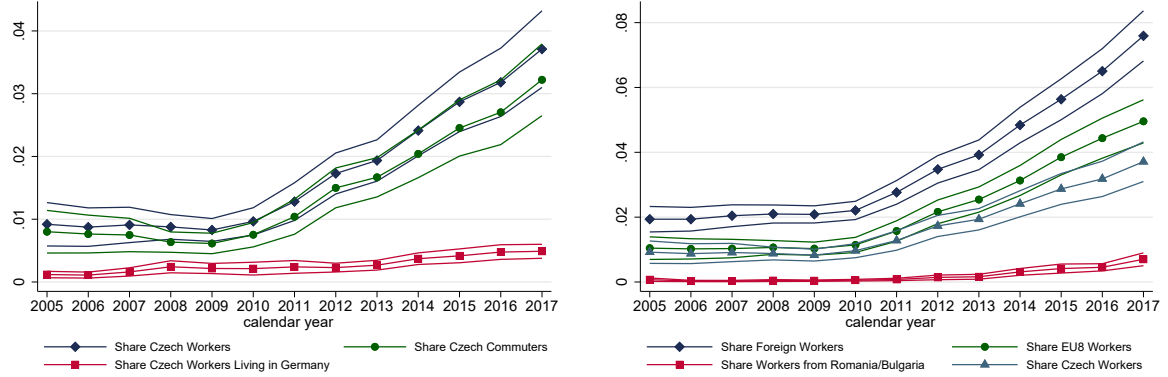 .04
.03
.02
.01
0
2005 2006 2007 2008 2009 2010 2011 2012 2013 2014 2015 2016 2017
calendar year
Share Czech Workers
Share Czech Commuters
Share Czech Workers Living in Germany
.08
.06
.04
.02
0
2005 2006 2007 2008 2009 2010 2011 2012 2013 2014 2015 2016 2017
calendar year
Share Foreign Workers
Share EU8 Workers
Share Workers from Romania/Bulgaria
Share Czech Workers